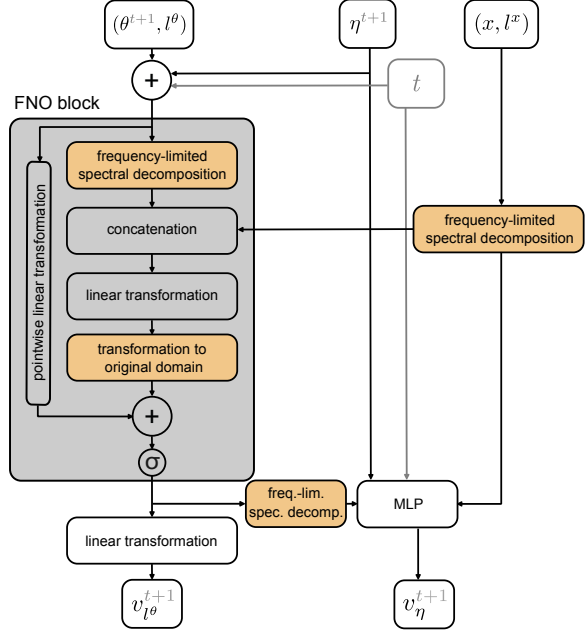 (θ^{t+1}, l^θ)
η^{t+1}
(x, l^x)
+
t
FNO block
frequency-limited
spectral decomposition
pointwise linear transformation
concatenation
frequency-limited
spectral decomposition
linear transformation
transformation to
original domain
+
σ
freq.-lim.
spec. decomp.
MLP
linear transformation
v_{l^θ}^{t+1}
v_η^{t+1}